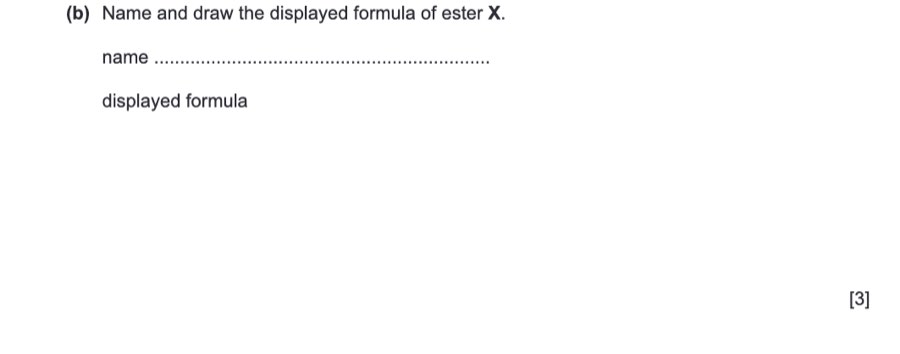 (b) Name and draw the displayed formula of ester X.
name ................................................................
displayed formula
[3]